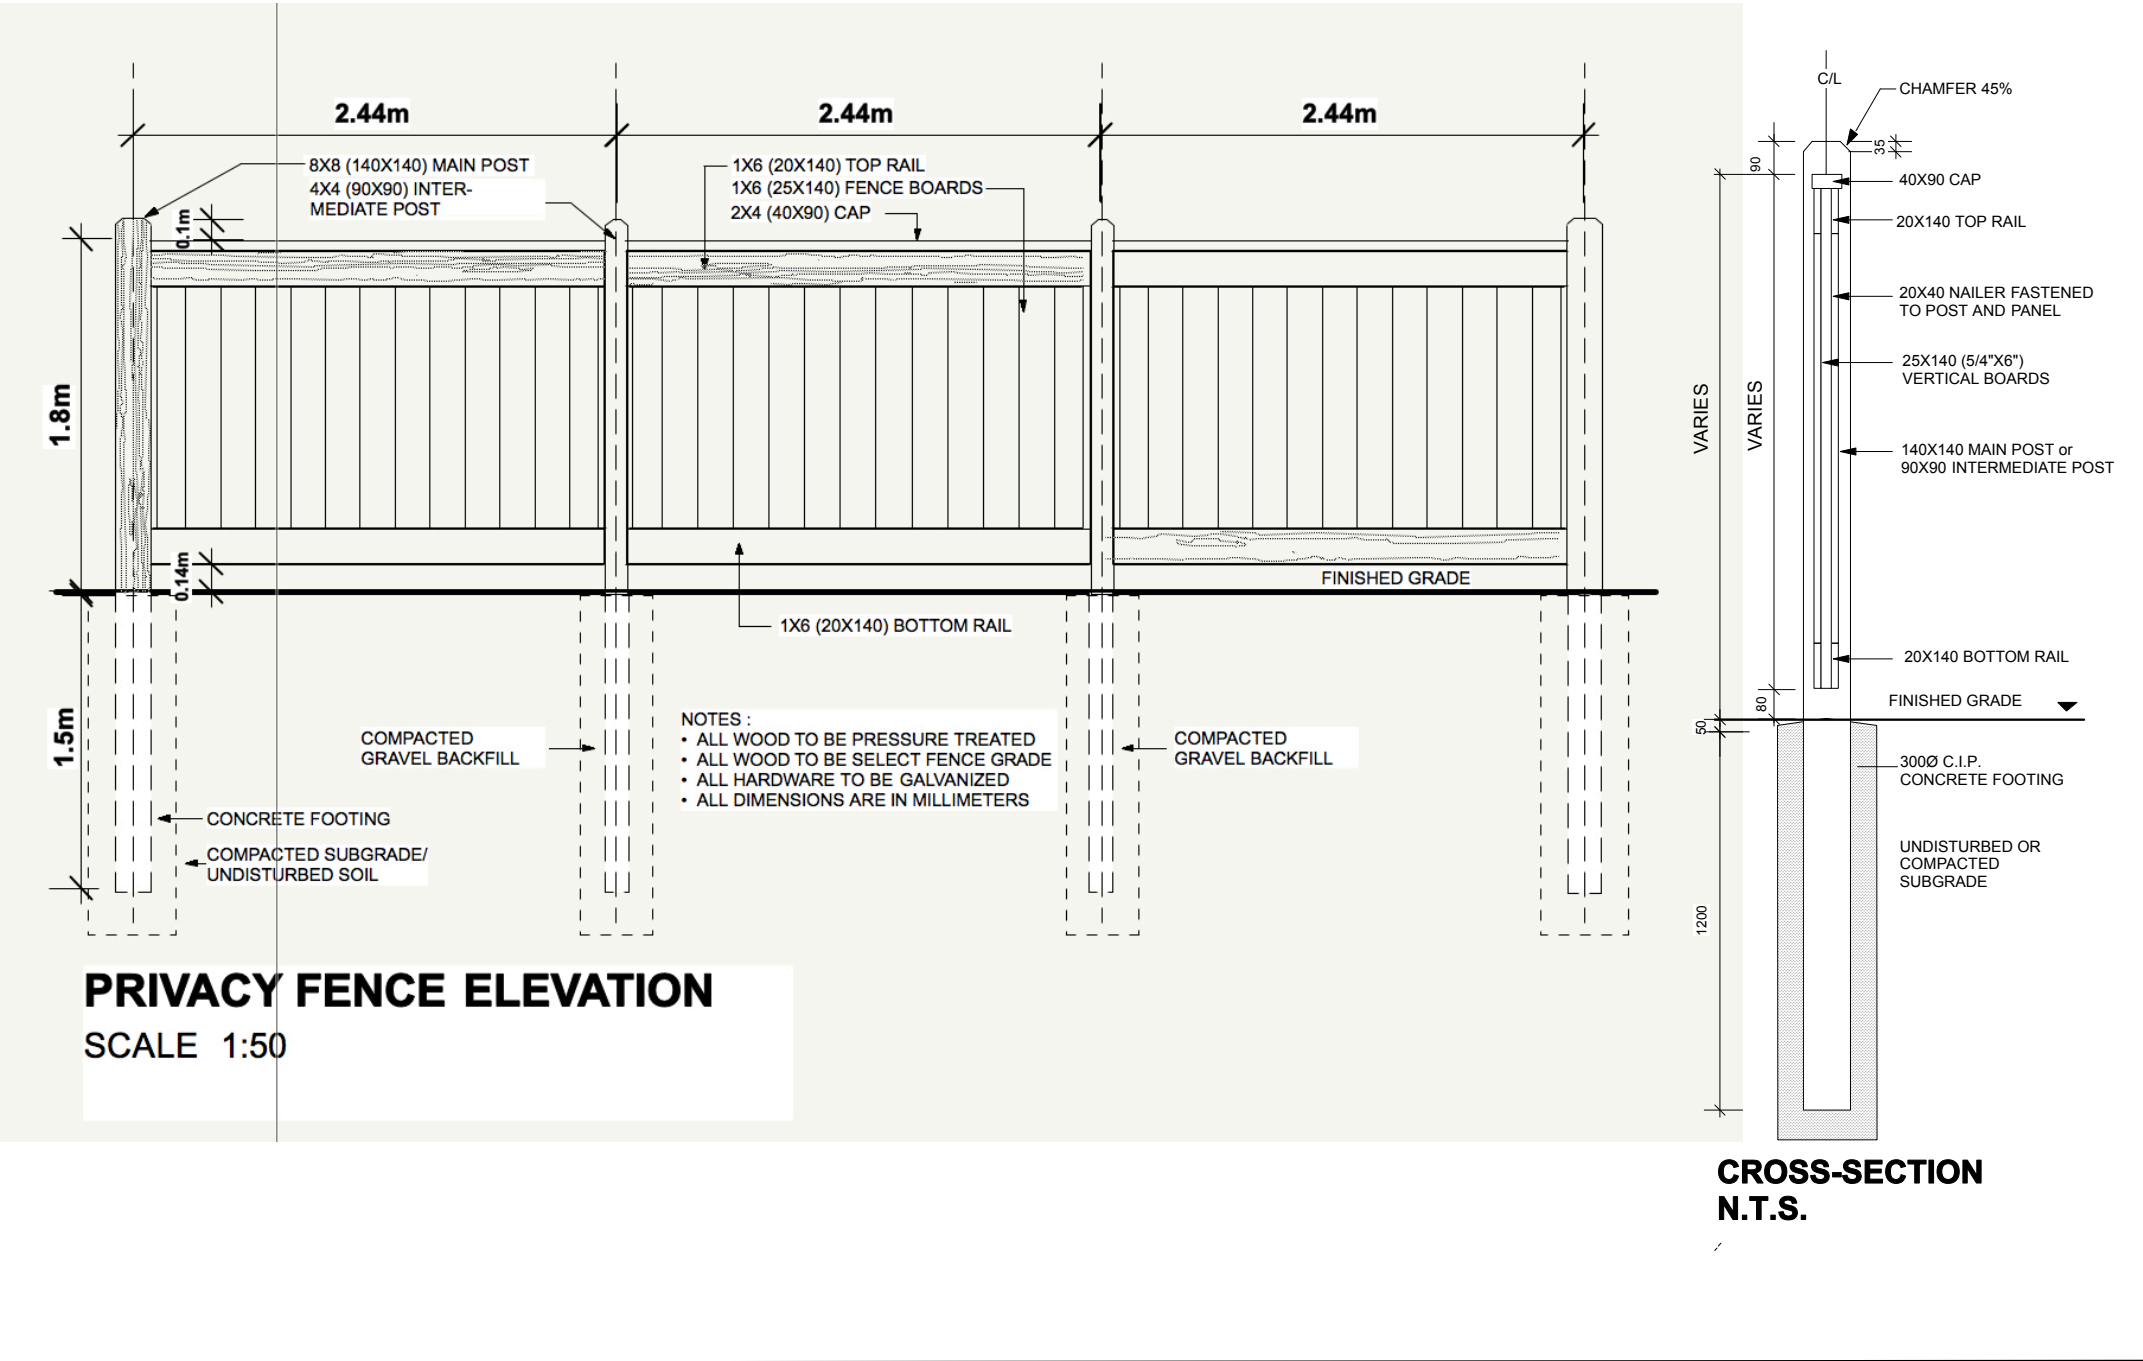 2.44m
2.44m
2.44m
8X8 (140X140) MAIN POST
4X4 (90X90) INTER-
MEDIATE POST
1X6 (20X140) TOP RAIL
1X6 (25X140) FENCE BOARDS
2X4 (40X90) CAP
0.1m
1.8m
0.14m
FINISHED GRADE
1X6 (20X140) BOTTOM RAIL
1.5m
COMPACTED
GRAVEL BACKFILL
NOTES :
• ALL WOOD TO BE PRESSURE TREATED
• ALL WOOD TO BE SELECT FENCE GRADE
• ALL HARDWARE TO BE GALVANIZED
• ALL DIMENSIONS ARE IN MILLIMETERS
COMPACTED
GRAVEL BACKFILL
CONCRETE FOOTING
COMPACTED SUBGRADE/
UNDISTURBED SOIL
PRIVACY FENCE ELEVATION
SCALE 1:50
C/L
CHAMFER 45%
35
90
40X90 CAP
20X140 TOP RAIL
20X40 NAILER FASTENED
TO POST AND PANEL
25X140 (5/4"X6")
VERTICAL BOARDS
VARIES
VARIES
140X140 MAIN POST or
90X90 INTERMEDIATE POST
20X140 BOTTOM RAIL
80
FINISHED GRADE
50
300Ø C.I.P.
CONCRETE FOOTING
UNDISTURBED OR
COMPACTED
SUBGRADE
1200
CROSS-SECTION
N.T.S.